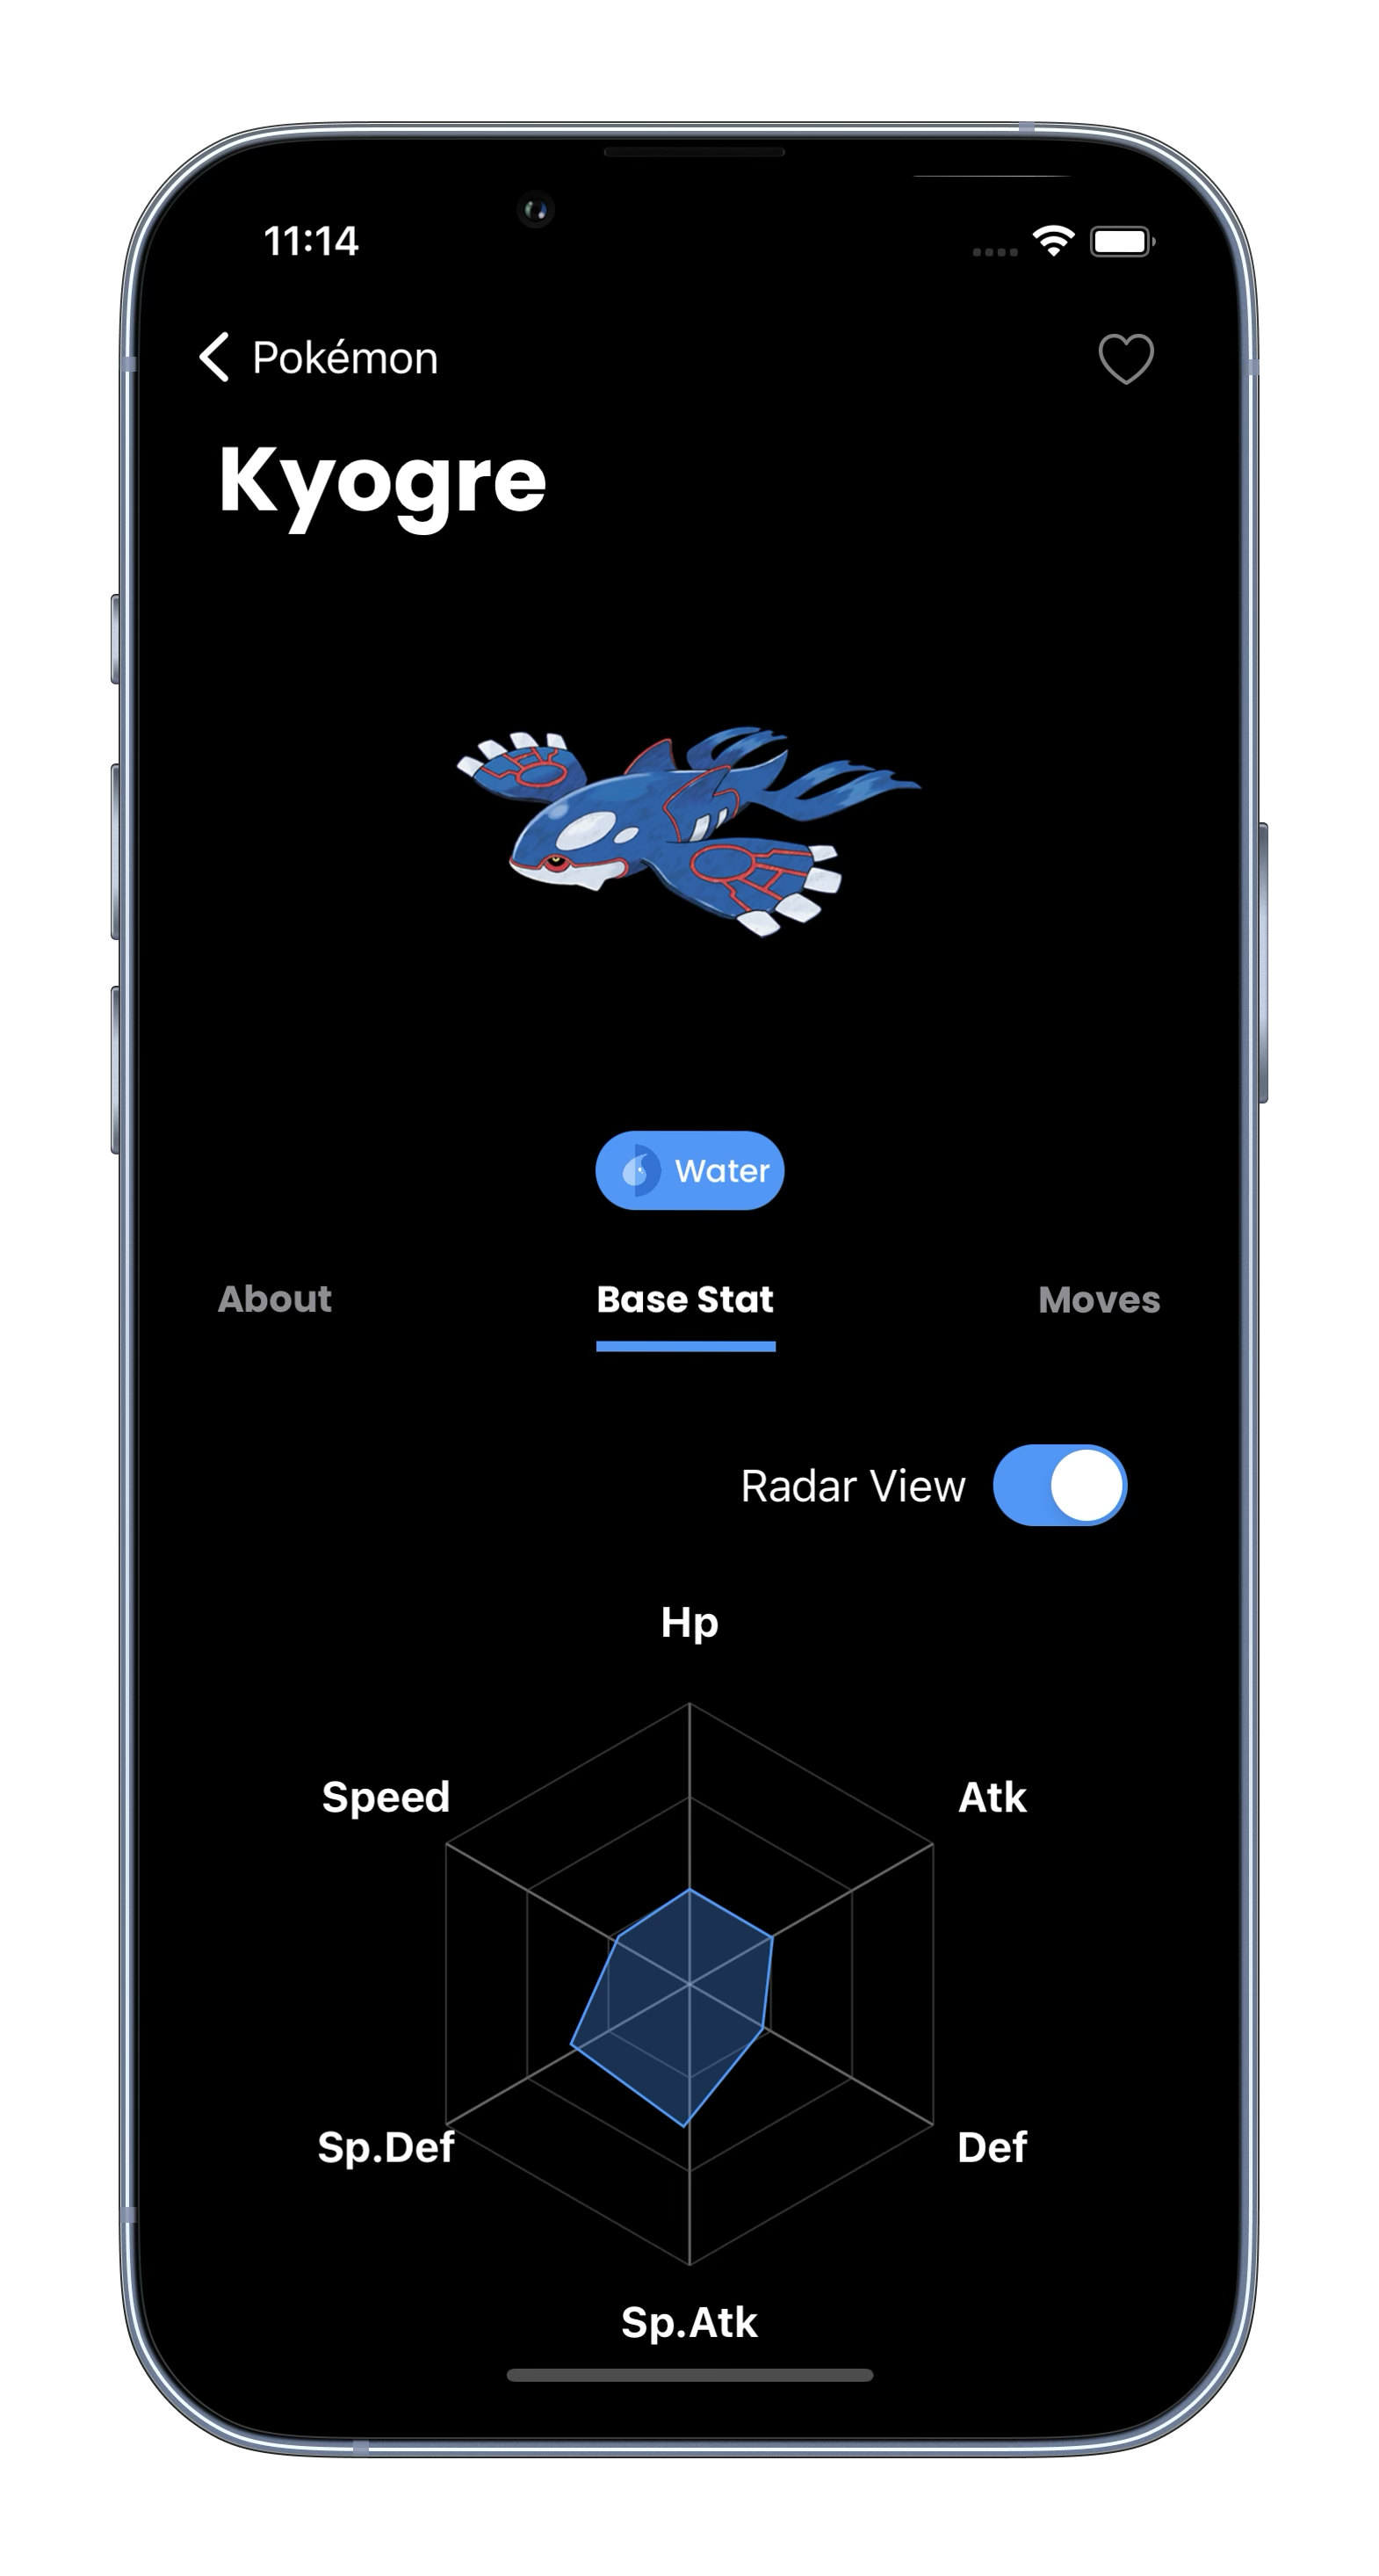 11:14
Pokémon
Kyogre
Water
About Base Stat Moves
Radar View
Hp
Speed Atk
Sp.Def Def
Sp.Atk